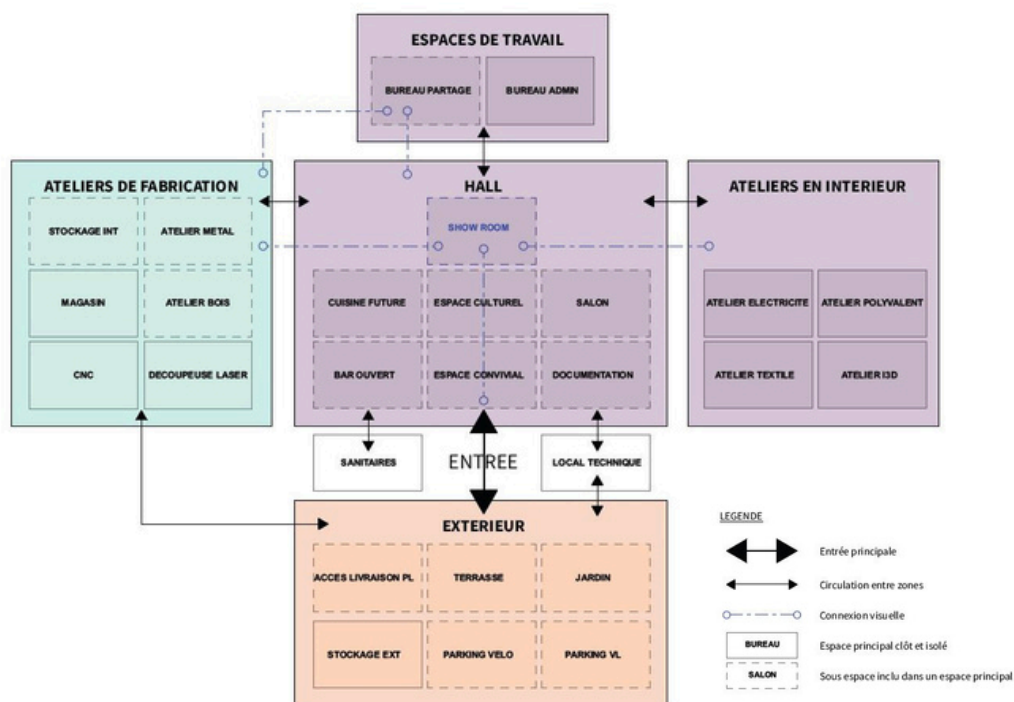 ESPACES DE TRAVAIL
BUREAU PARTAGE
BUREAU ADMIN
ATELIERS DE FABRICATION
STOCKAGE INT
ATELIER METAL
MAGASIN
ATELIER BOIS
CNC
DECOUPEUSE LASER
HALL
SHOW ROOM
CUISINE FUTURE
ESPACE CULTUREL
SALON
BAR OUVERT
ESPACE CONVIVIAL
DOCUMENTATION
ATELIERS EN INTERIEUR
ATELIER ELECTRICITE
ATELIER POLYVALENT
ATELIER TEXTILE
ATELIER I3D
SANITAIRES
ENTREE
LOCAL TECHNIQUE
EXTERIEUR
ACCES LIVRAISON PL
TERRASSE
JARDIN
STOCKAGE EXT
PARKING VELO
PARKING VL
LEGENDE
Entrée principale
Circulation entre zones
Connexion visuelle
BUREAU
Espace principal clôt et isolé
SALON
Sous espace inclu dans un espace principal